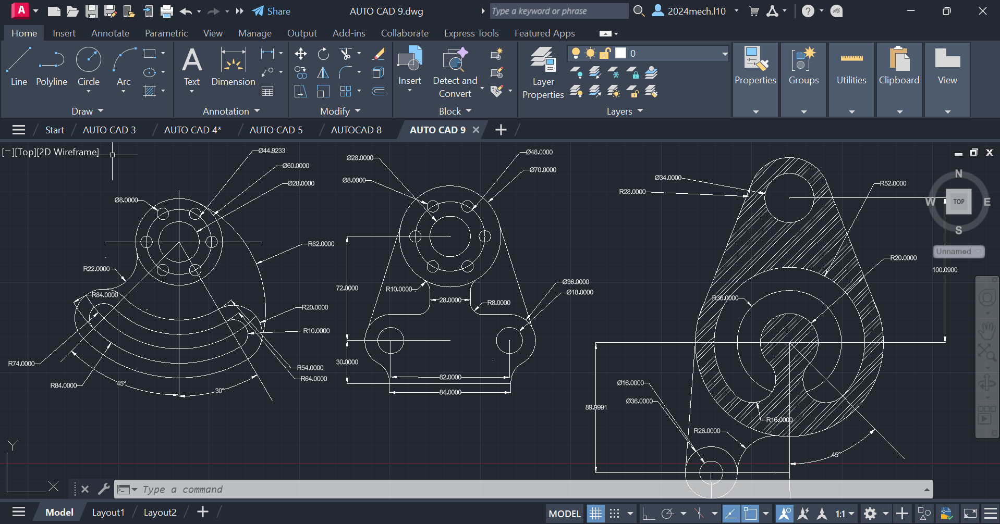 A
Share
AUTO CAD 9.dwg
Type a keyword or phrase
2024mech.l10
?
Home
Insert
Annotate
Parametric
View
Manage
Output
Add-ins
Collaborate
Express Tools
Featured Apps
Line
Polyline
Circle
Arc
A
Text
Dimension
Insert
Detect and
Convert
Layer
Properties
0
Properties
Groups
Utilities
Clipboard
View
Draw
Annotation
Modify
Block
Layers
Start
AUTO CAD 3
AUTO CAD 4*
AUTO CAD 5
AUTOCAD 8
AUTO CAD 9
[−][Top][2D Wireframe]
Ø44.9233
Ø60.0000
Ø28.0000
Ø8.0000
R82.0000
R22.0000
R84.0000
R20.0000
R10.0000
R74.0000
R54.0000
R64.0000
R84.0000
45°
30°
Ø28.0000
Ø48.0000
Ø8.0000
Ø70.0000
R10.0000
72.0000
28.0000
Ø36.0000
Ø18.0000
R8.0000
30.0000
82.0000
84.0000
Ø34.0000
R28.0000
R52.0000
R20.0000
100.0900
R36.0000
Ø16.0000
Ø36.0000
89.9991
R16.0000
R26.0000
45°
N
W
TOP
E
S
Unnamed
Y
X
Type a command
Model
Layout1
Layout2
MODEL
1:1